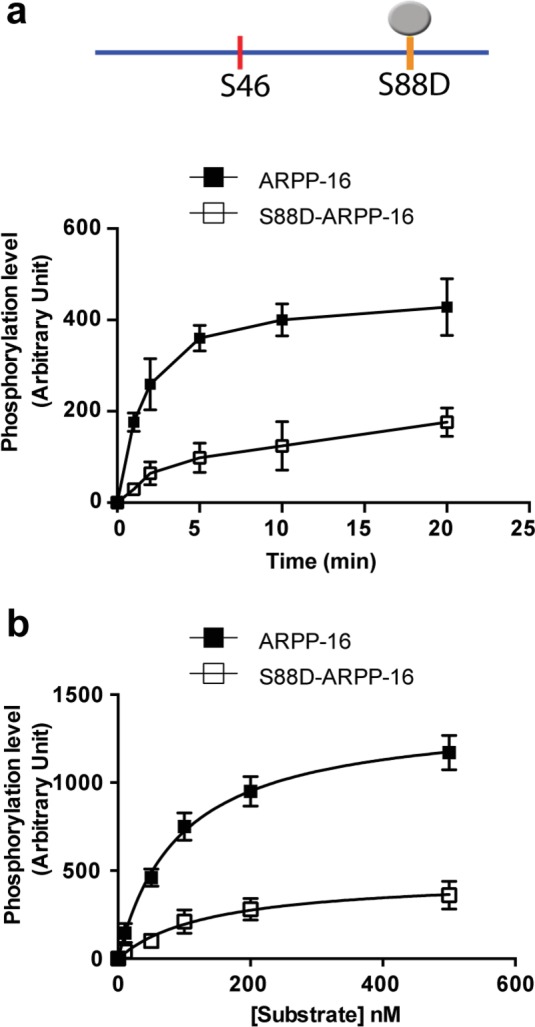 a
S46 S88D
ARPP-16
S88D-ARPP-16
Phosphorylation level
(Arbitrary Unit)
600
400
200
0
0 5 10 15 20 25
Time (min)
b
ARPP-16
S88D-ARPP-16
Phosphorylation level
(Arbitrary Unit)
1500
1000
500
0
0 200 400 600
[Substrate] nM